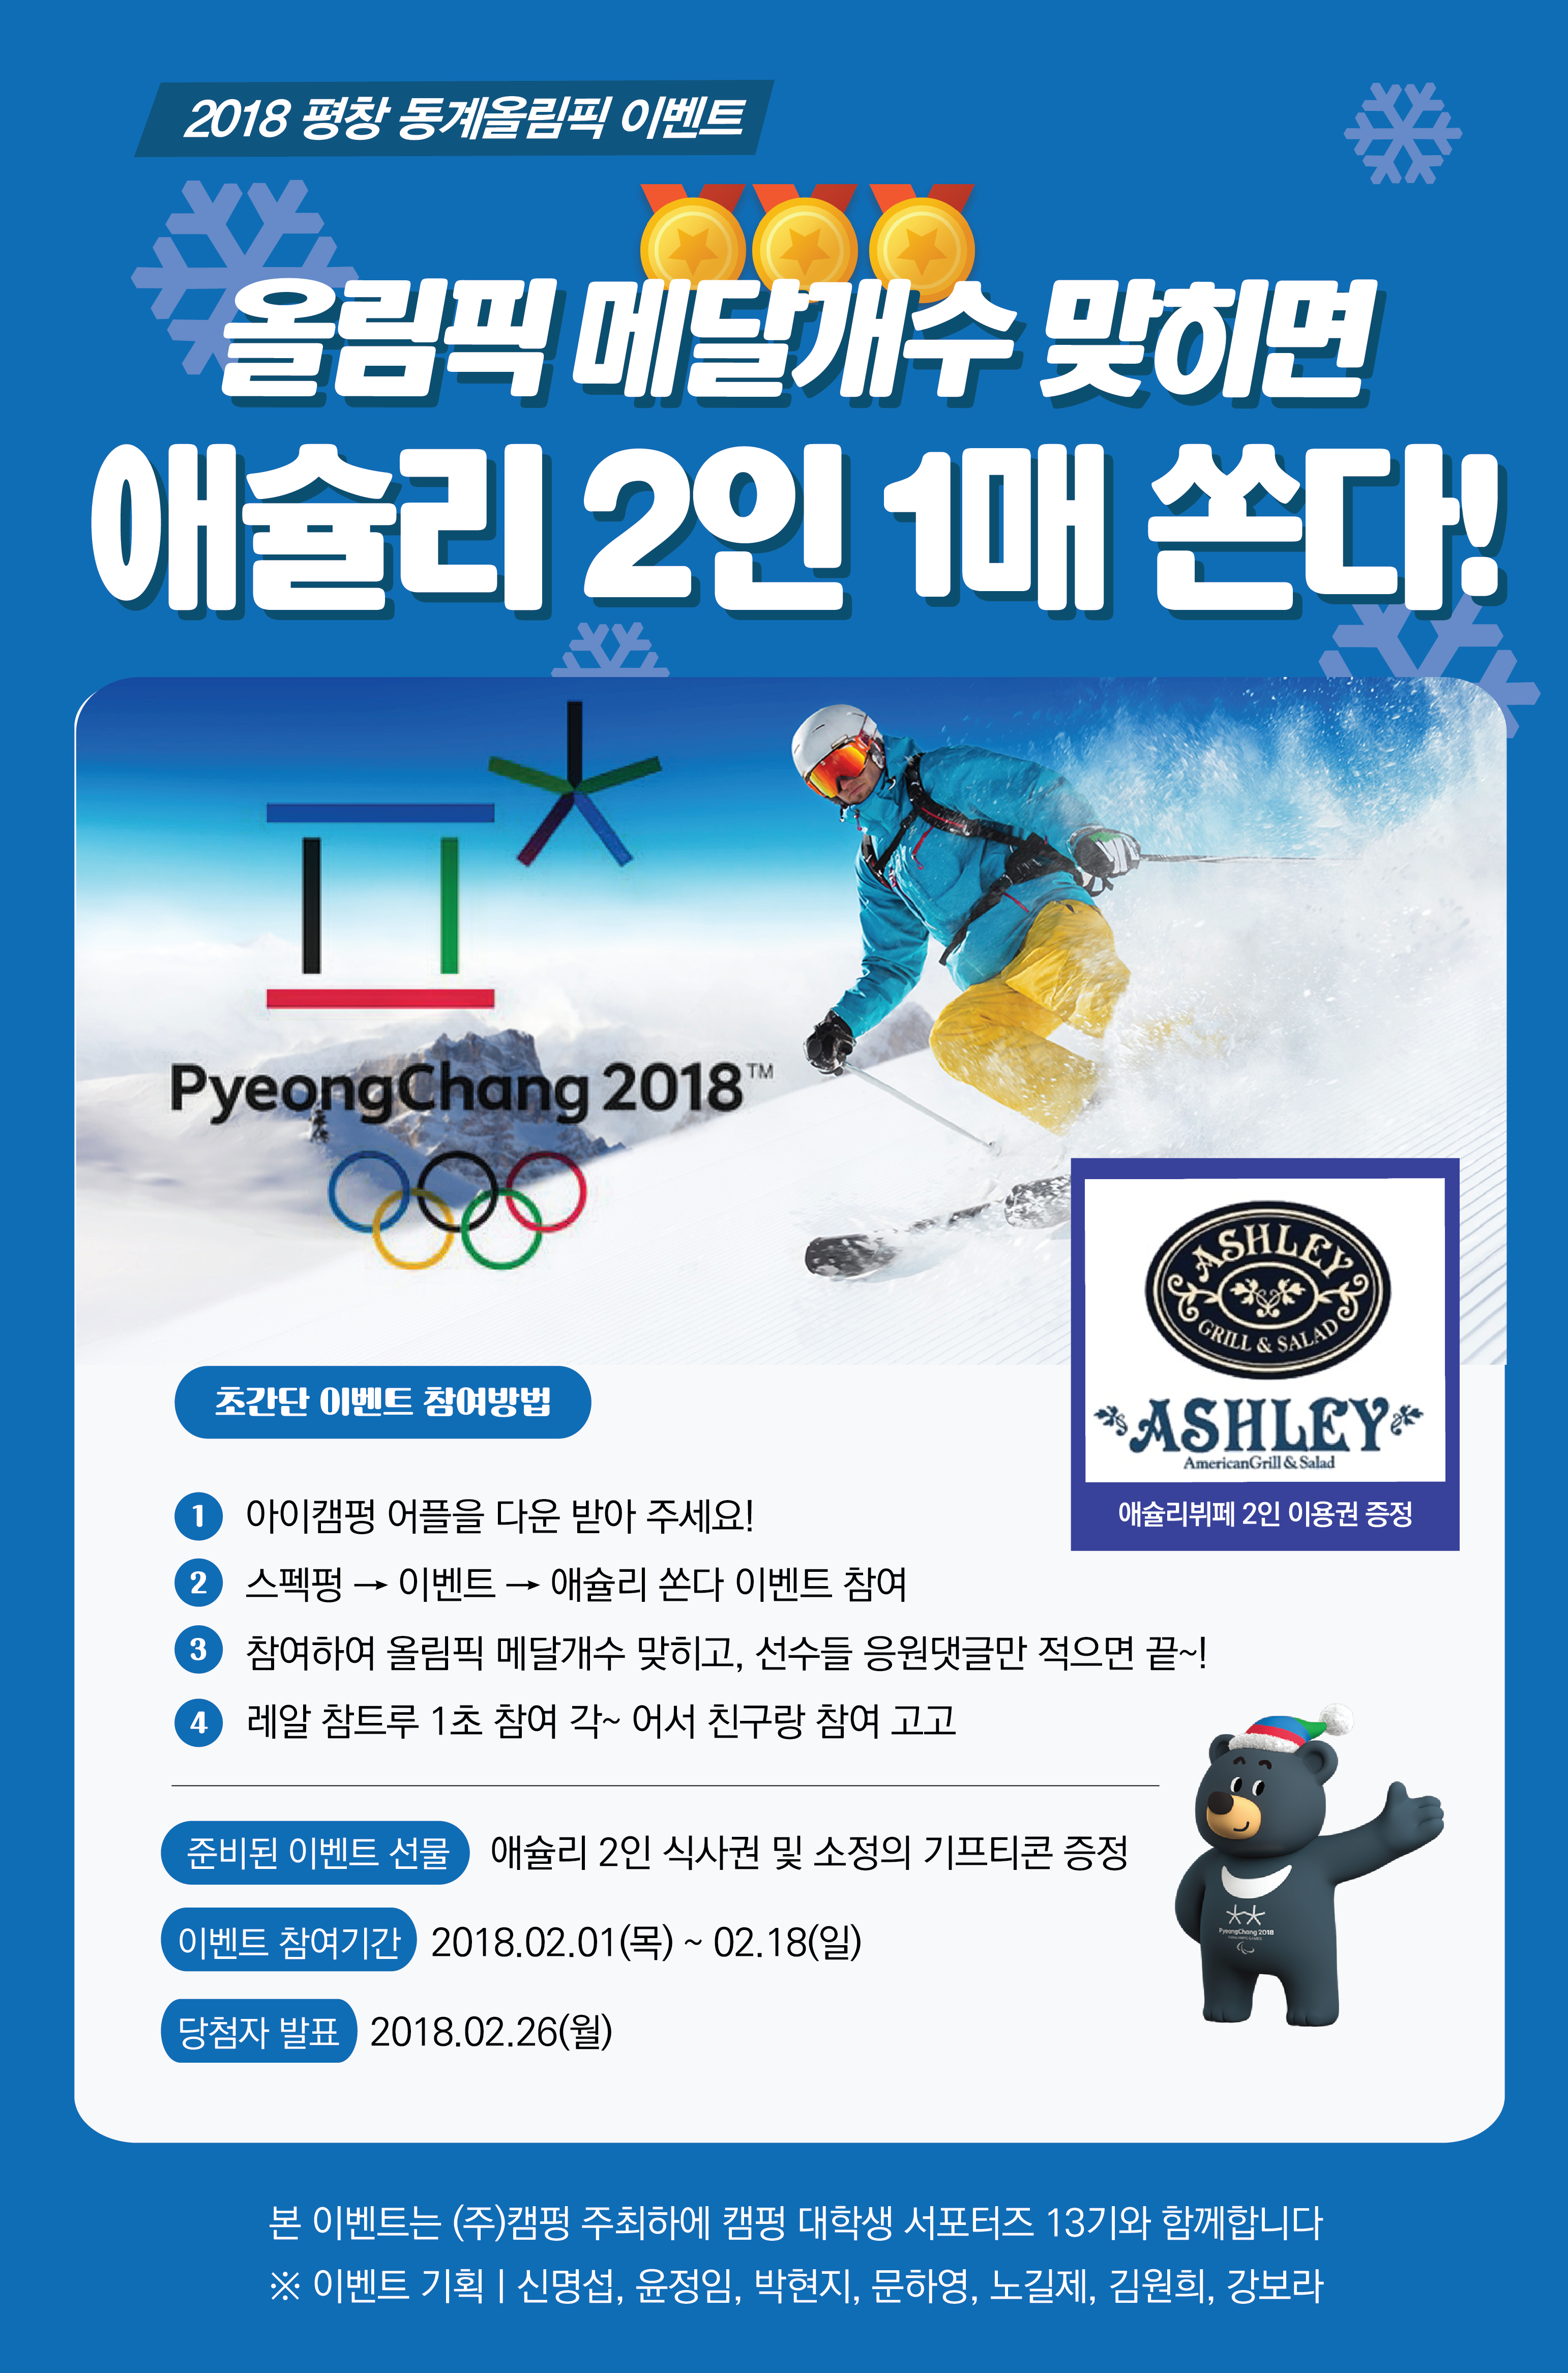 2018 평창 동계올림픽 이벤트
올림픽 메달개수 맞히면
애슐리 2인 1매 쏜다!
PyeongChang 2018™
ASHLEY
GRILL & SALAD
ASHLEY
AmericanGrill & Salad
애슐리뷔페 2인 이용권 증정
초간단 이벤트 참여방법
1 아이캠펑 어플을 다운 받아 주세요!
2 스펙펑 → 이벤트 → 애슐리 쏜다 이벤트 참여
3 참여하여 올림픽 메달개수 맞히고, 선수들 응원댓글만 적으면 끝~!
4 레알 참트루 1초 참여 각~ 어서 친구랑 참여 고고
준비된 이벤트 선물 애슐리 2인 식사권 및 소정의 기프티콘 증정
이벤트 참여기간 2018.02.01(목) ~ 02.18(일)
당첨자 발표 2018.02.26(월)
PyeongChang 2018
본 이벤트는 (주)캠펑 주최하에 캠펑 대학생 서포터즈 13기와 함께합니다
※ 이벤트 기획 | 신명섭, 윤정임, 박현지, 문하영, 노길제, 김원희, 강보라